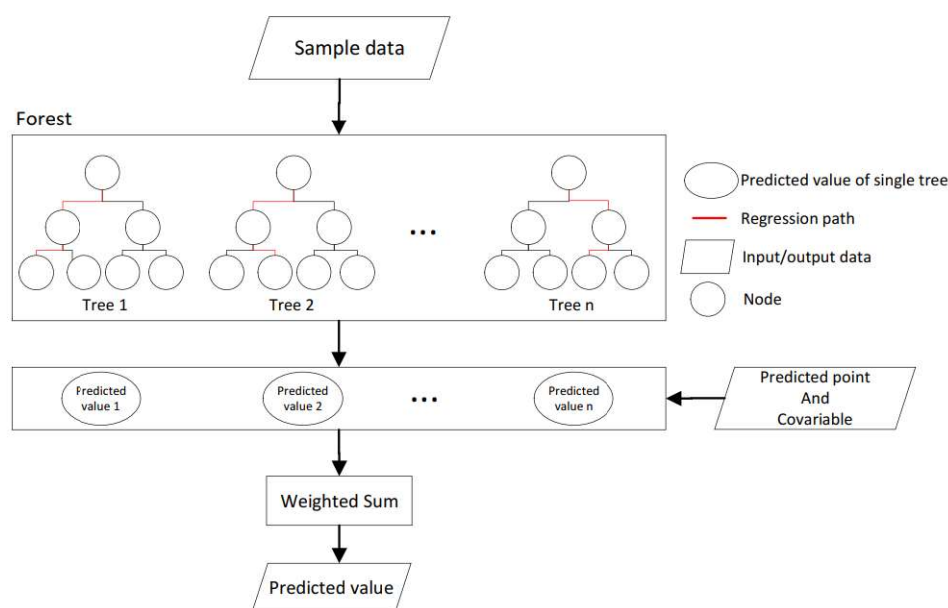 Sample data
Forest
Tree 1
Tree 2
...
Tree n
Predicted value of single tree
Regression path
Input/output data
Node
Predicted
value 1
Predicted
value 2
...
Predicted
value n
Predicted point
And
Covariable
Weighted Sum
Predicted value